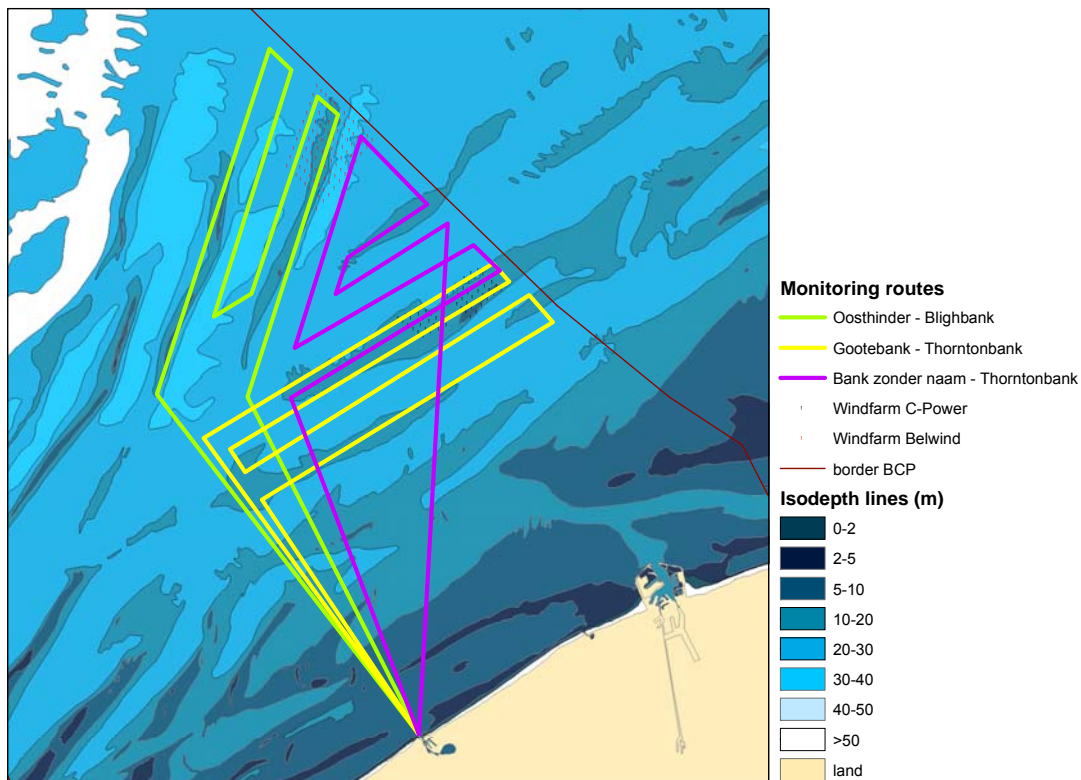 Monitoring routes
Oosthinder - Blighbank
Gootebank - Thorntonbank
Bank zonder naam - Thorntonbank
Windfarm C-Power
Windfarm Belwind
border BCP
Isodepth lines (m)
0-2
2-5
5-10
10-20
20-30
30-40
40-50
>50
land